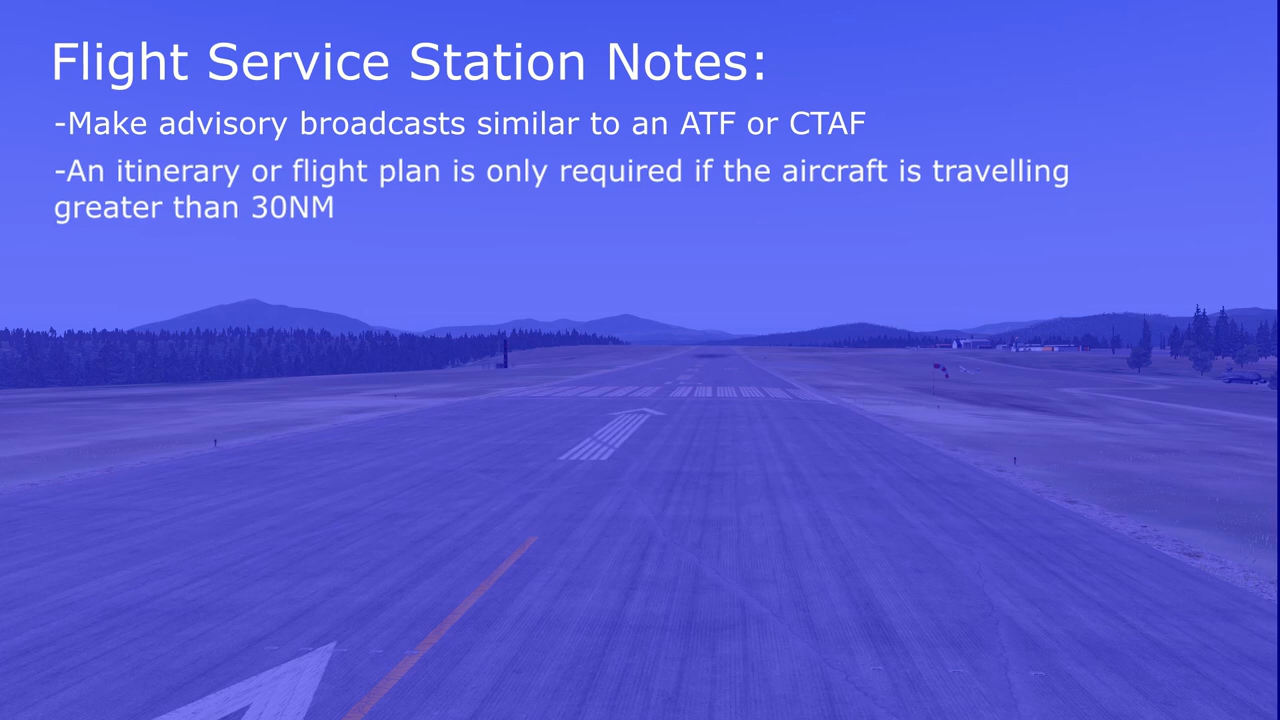 Flight Service Station Notes:
-Make advisory broadcasts similar to an ATF or CTAF
-An itinerary or flight plan is only required if the aircraft is travelling
greater than 30NM